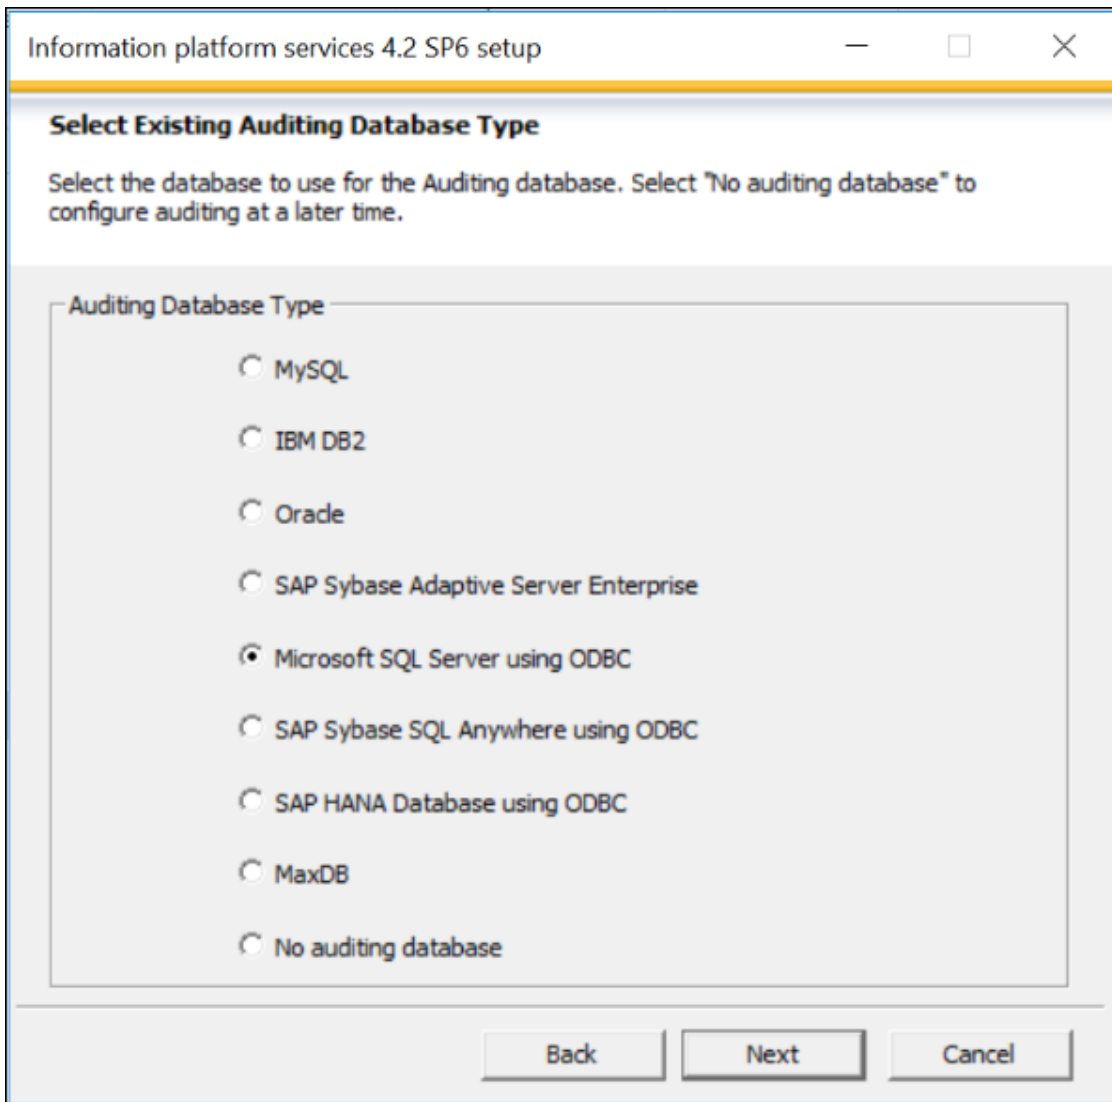 Information platform services 4.2 SP6 setup
Select Existing Auditing Database Type
Select the database to use for the Auditing database. Select "No auditing database" to
configure auditing at a later time.
Auditing Database Type
MySQL
IBM DB2
Oracle
SAP Sybase Adaptive Server Enterprise
Microsoft SQL Server using ODBC
SAP Sybase SQL Anywhere using ODBC
SAP HANA Database using ODBC
MaxDB
No auditing database
Back Next Cancel